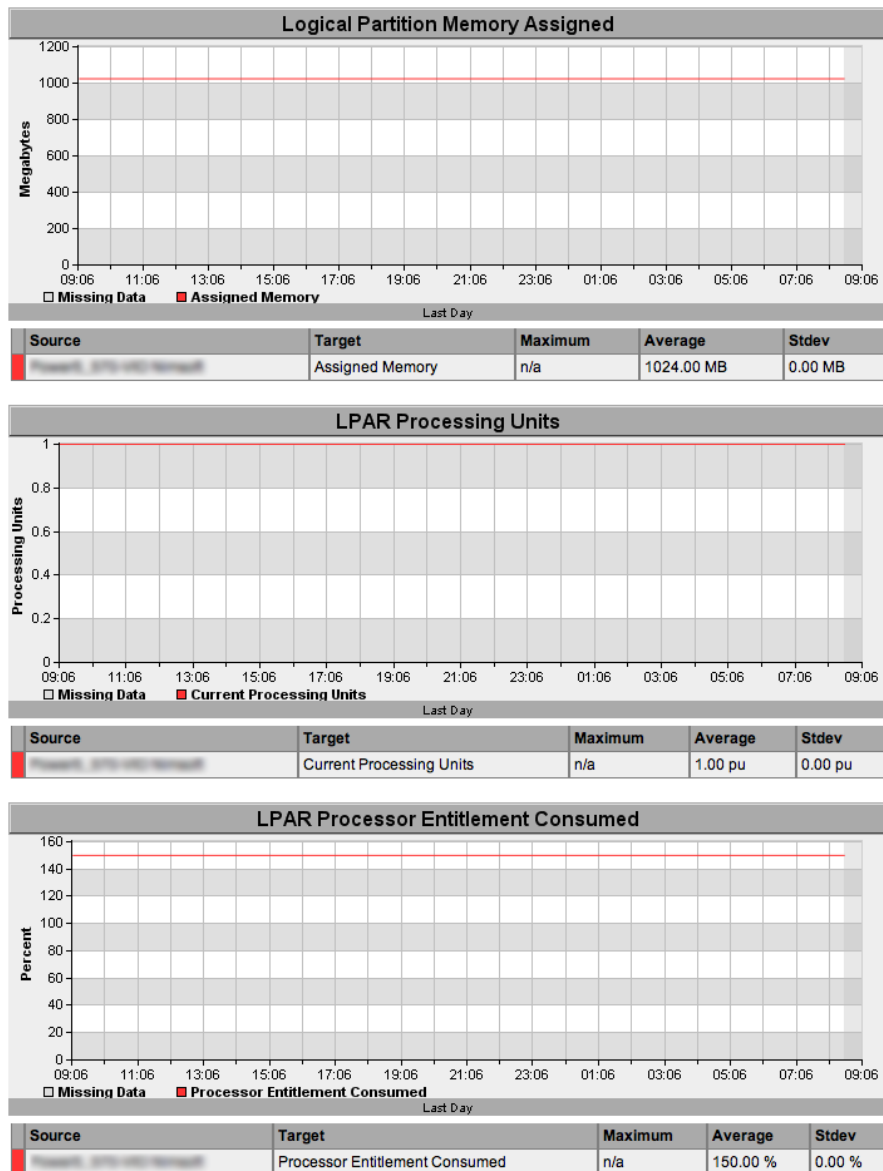 Logical Partition Memory Assigned
1200
1000
800
600
400
200
0
Megabytes
09:06 11:06 13:06 15:06 17:06 19:06 21:06 23:06 01:06 03:06 05:06 07:06 09:06
Missing Data Assigned Memory
Last Day
Source Target Maximum Average Stdev
Assigned Memory n/a 1024.00 MB 0.00 MB
LPAR Processing Units
1
0.8
0.6
0.4
0.2
0
Processing Units
09:06 11:06 13:06 15:06 17:06 19:06 21:06 23:06 01:06 03:06 05:06 07:06 09:06
Missing Data Current Processing Units
Last Day
Source Target Maximum Average Stdev
Current Processing Units n/a 1.00 pu 0.00 pu
LPAR Processor Entitlement Consumed
160
140
120
100
80
60
40
20
0
Percent
09:06 11:06 13:06 15:06 17:06 19:06 21:06 23:06 01:06 03:06 05:06 07:06 09:06
Missing Data Processor Entitlement Consumed
Last Day
Source Target Maximum Average Stdev
Processor Entitlement Consumed n/a 150.00 % 0.00 %